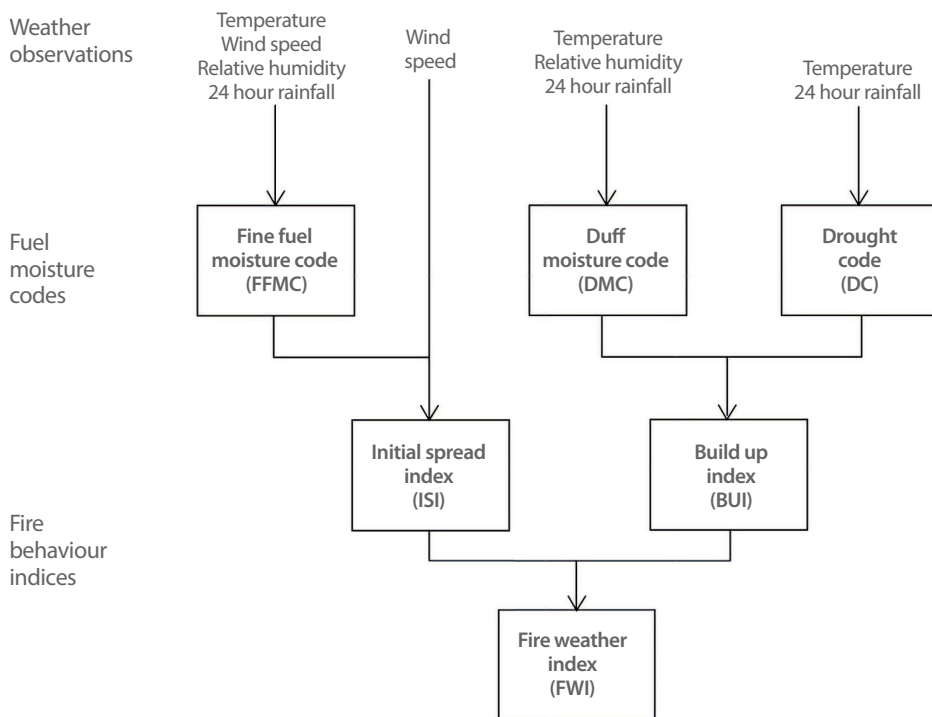 Weather
observations
Temperature
Wind speed
Relative humidity
24 hour rainfall
Wind
speed
Temperature
Relative humidity
24 hour rainfall
Temperature
24 hour rainfall
Fuel
moisture
codes
Fine fuel
moisture code
(FFMC)
Duff
moisture code
(DMC)
Drought
code
(DC)
Fire
behaviour
indices
Initial spread
index
(ISI)
Build up
index
(BUI)
Fire weather
index
(FWI)